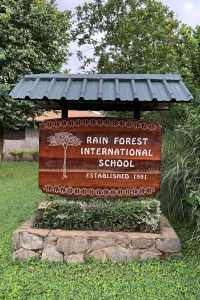 RAIN FOREST
INTERNATIONAL
SCHOOL
ESTABLISHED 1991